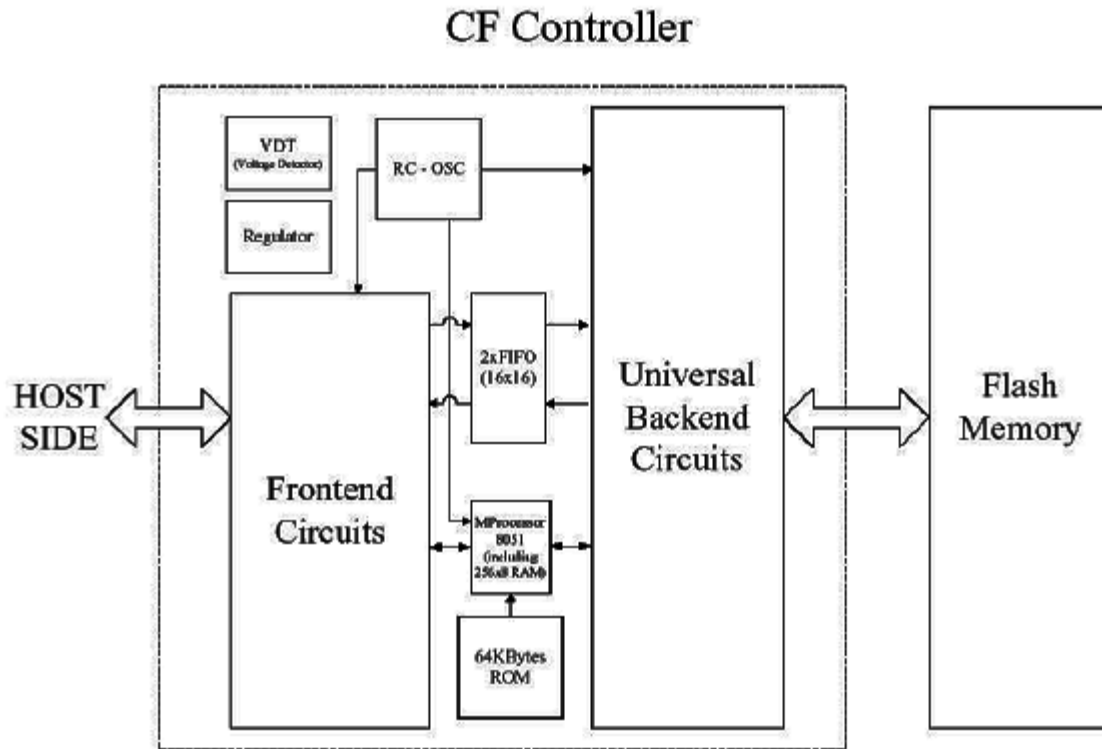 CF Controller
VDT
(Voltage Detector)
RC - OSC
Regulator
2xFIFO
(16x16)
HOST
SIDE
Frontend
Circuits
Universal
Backend
Circuits
Flash
Memory
MProcessor
8051
(including
256x8 RAM)
64KBytes
ROM